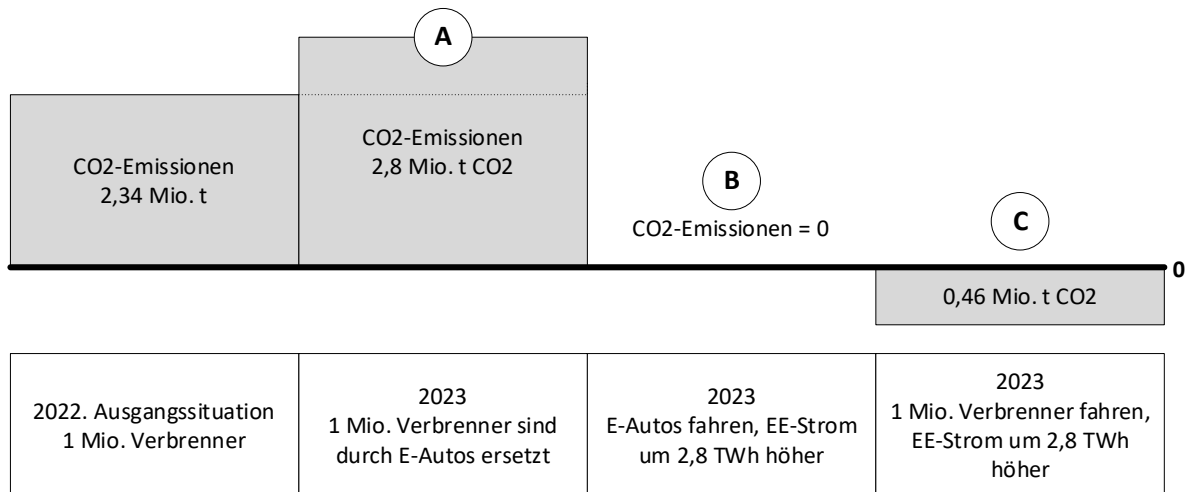 A
CO2-Emissionen
2,34 Mio. t
CO2-Emissionen
2,8 Mio. t CO2
B
CO2-Emissionen = 0
C
0
0,46 Mio. t CO2
2022. Ausgangssituation
1 Mio. Verbrenner
2023
1 Mio. Verbrenner sind
durch E-Autos ersetzt
2023
E-Autos fahren, EE-Strom
um 2,8 TWh höher
2023
1 Mio. Verbrenner fahren,
EE-Strom um 2,8 TWh
höher